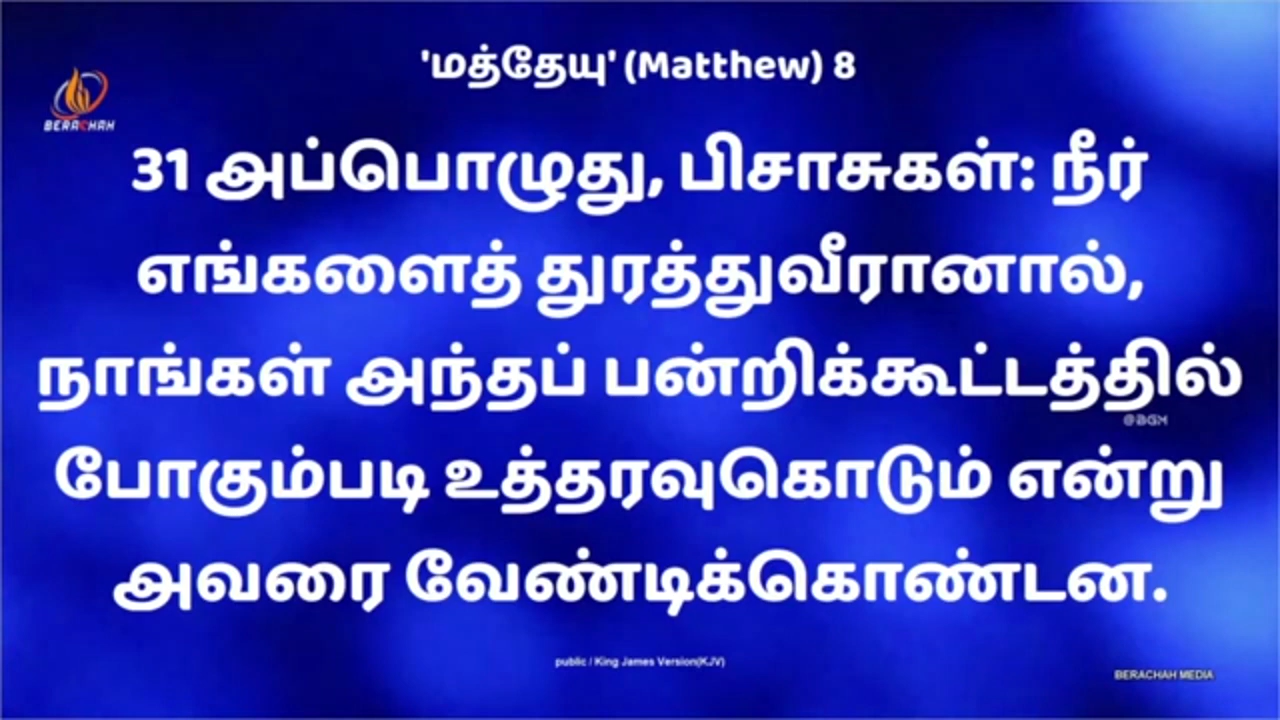 'மத்தேயு' (Matthew) 8
BERACHAH
31 அப்பொழுது, பிசாசுகள்: நீர்
எங்களைத் துரத்துவீரானால்,
நாங்கள் அந்தப் பன்றிக்கூட்டத்தில்
@BGM
போகும்படி உத்தரவுகொடும் என்று
அவரை வேண்டிக்கொண்டன.
public / King James Version(KJV)
BERACHAH MEDIA